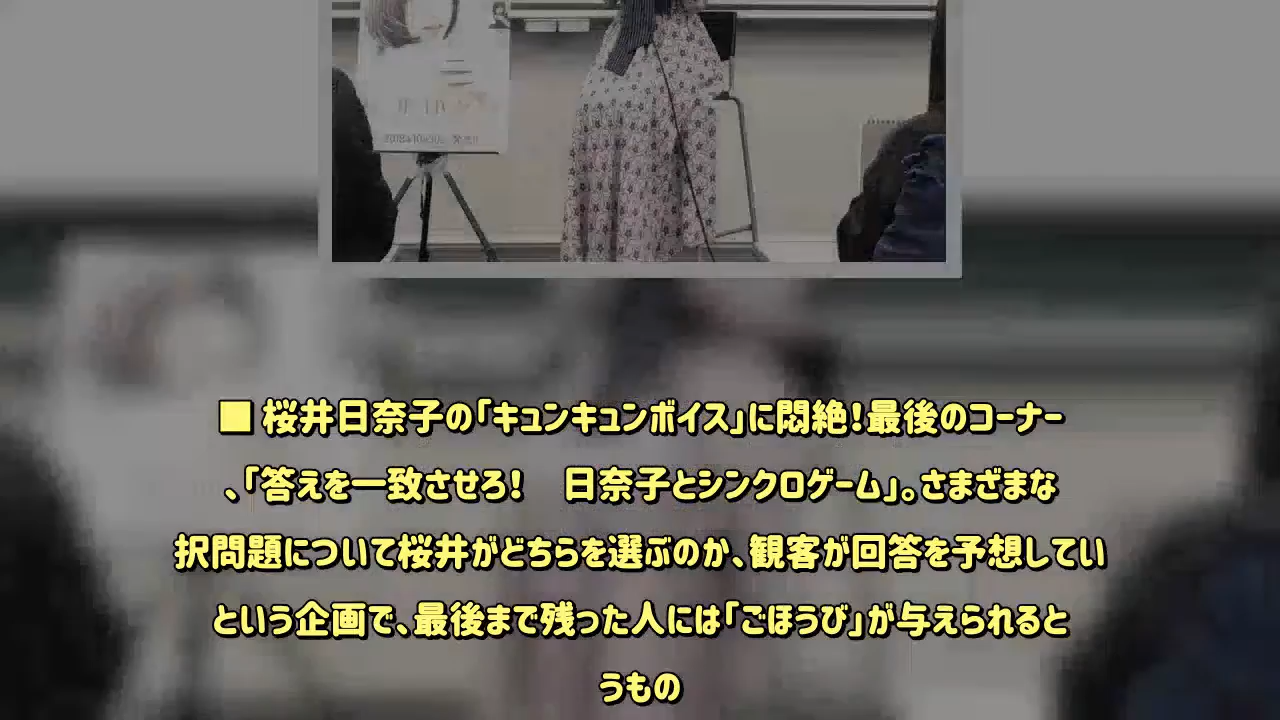 ■ 桜井日奈子の「キュンキュンボイス」に悶絶!最後のコーナー
、「答えを一致させろ!　日奈子とシンクロゲーム」。さまざまな
択問題について桜井がどちらを選ぶのか、観客が回答を予想してい
という企画で、最後まで残った人には「ごほうび」が与えられると
うもの